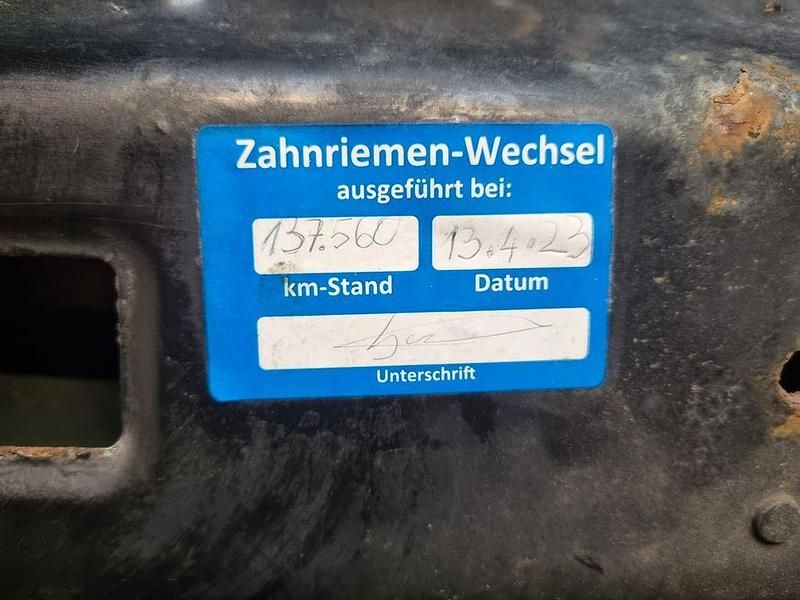 Zahnriemen-Wechsel
ausgeführt bei:
137.560 13.4.23
km-Stand Datum
Unterschrift